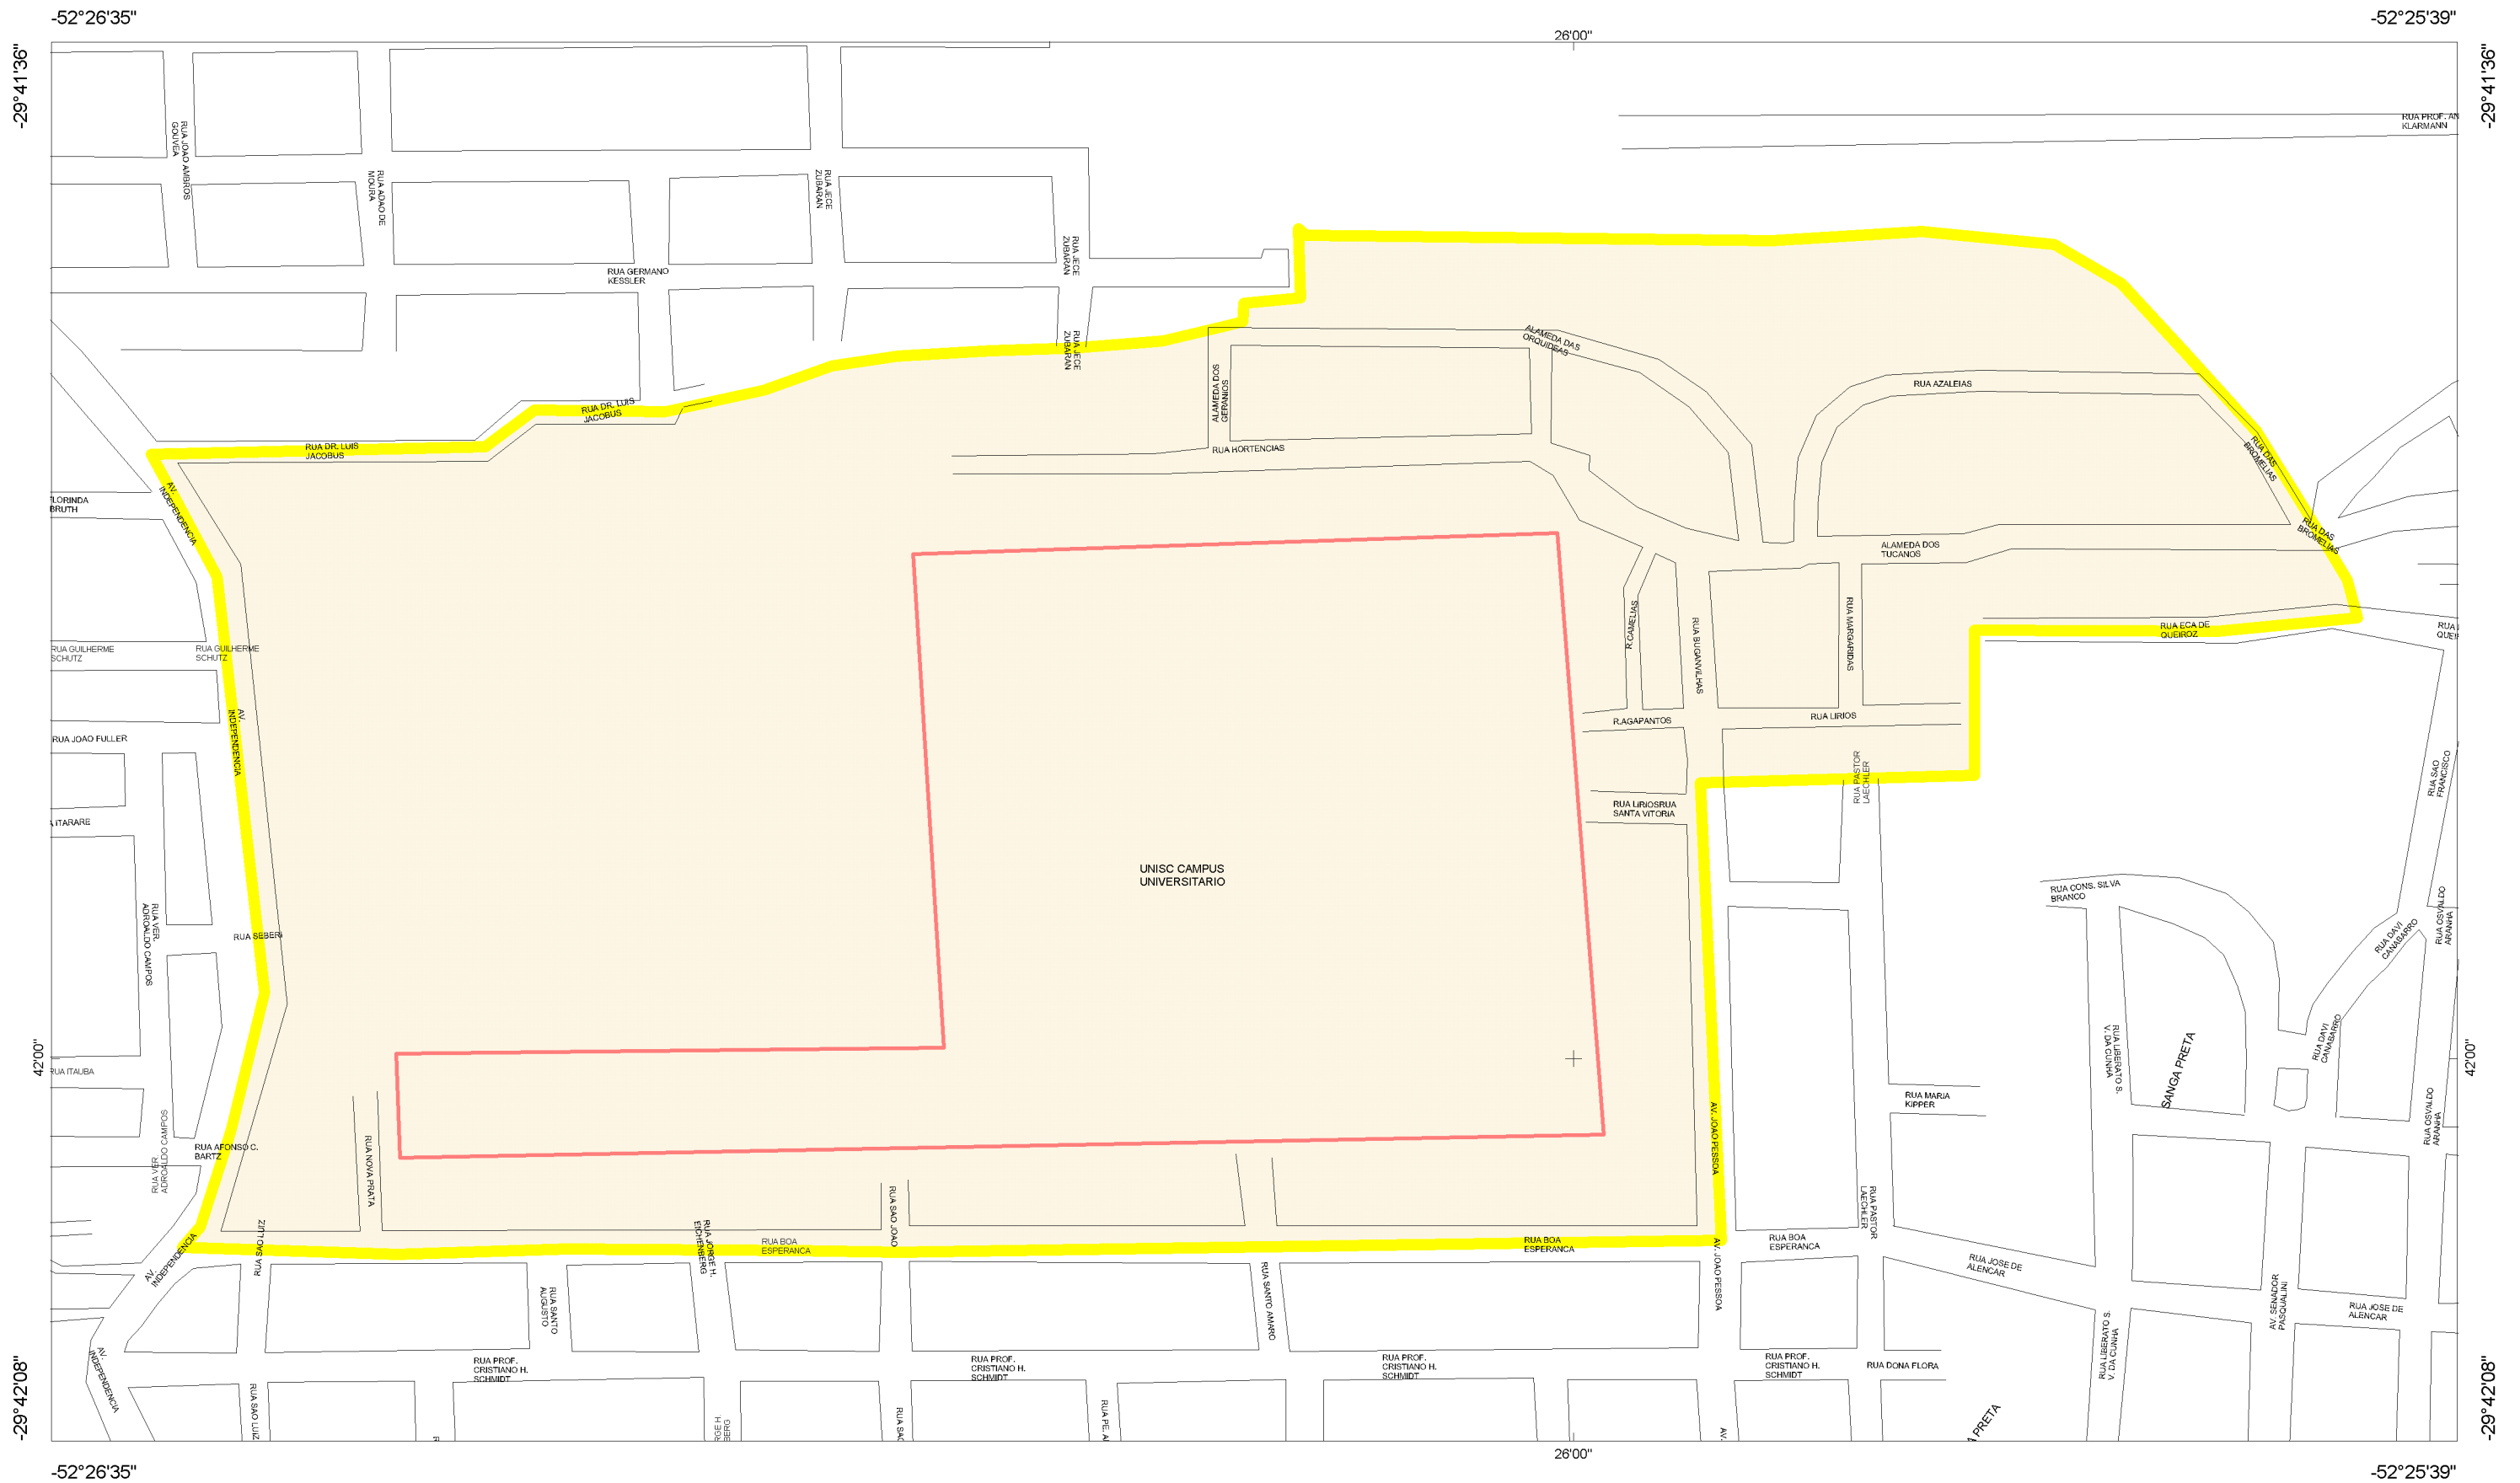 -52°26'35"
-52°25'39"
26'00"
-29°41'36"
-29°41'36"
RUA PROF. AN
KLARMANN
RUA JOAO AMBROS
GOUVEA
RUA ADAO DE
MOURA
RUA JECE
ZUBARAN
RUA JECE
ZUBARAN
RUA GERMANO
KESSLER
RUA JECE
ZUBARAN
ALAMEDA DAS
ORQUIDEAS
ALAMEDA DOS
GERANIOS
RUA AZALEIAS
RUA DR. LUIS
JACOBUS
RUA DR. LUIS
JACOBUS
RUA HORTENCIAS
RUA DAS
BROMELIAS
AV.
INDEPENDENCIA
LORINDA
BRUTH
RUA DAS
BROMELIAS
ALAMEDA DOS
TUCANOS
R.CAMELIAS
RUA BUGANVILHAS
RUA MARGARIDAS
RUA ECA DE
QUEIROZ
RUA
QUEI
RUA GUILHERME
SCHUTZ
RUA GUILHERME
SCHUTZ
AV.
INDEPENDENCIA
R.AGAPANTOS
RUA LIRIOS
RUA JOAO FULLER
RUA PASTOR
LAECHLER
RUA SAO
FRANCISCO
RUA LIRIOSRUA
SANTA VITORIA
ITARARE
UNISC CAMPUS
UNIVERSITARIO
RUA CONS. SILVA
BRANCO
RUA VER.
ADROALDO CAMPOS
RUA SEBERI
RUA DAVI
CANABARRO
RUA OSVALDO
ARANHA
42'00"
42'00"
RUA ITAUBA
RUA LIBERATO S.
V. DA CUNHA
SANGA PRETA
RUA DAVI
CANABARRO
RUA MARIA
KIPPER
RUA OSVALDO
ARANHA
AV. JOAO PESSOA
RUA VER
ADROALDO CAMPOS
RUA AFONSO C.
BARTZ
RUA NOVA PRATA
RUA SAO JOAO
RUA PASTOR
LAECHLER
AV.
INDEPENDENCIA
RUA SAO LUIZ
RUA JORGE H.
EICHENBERG
RUA BOA
ESPERANCA
RUA BOA
ESPERANCA
RUA BOA
ESPERANCA
AV. JOAO PESSOA
RUA JOSE DE
ALENCAR
RUA SANTO
AUGUSTO
RUA SANTO AMARO
AV. SENADOR
PASQUALINI
RUA JOSE DE
ALENCAR
AV.
INDEPENDENCIA
RUA PROF.
CRISTIANO H.
SCHMIDT
RUA PROF.
CRISTIANO H.
SCHMIDT
RUA PROF.
CRISTIANO H.
SCHMIDT
RUA PROF.
CRISTIANO H.
SCHMIDT
RUA DONA FLORA
RUA LIBERATO S.
V. DA CUNHA
RUA SAO LUIZ
RGE H
BERG
RUA SAO
RUA PE. A
AV.
A PRETA
-29°42'08"
-29°42'08"
26'00"
-52°26'35"
-52°25'39"